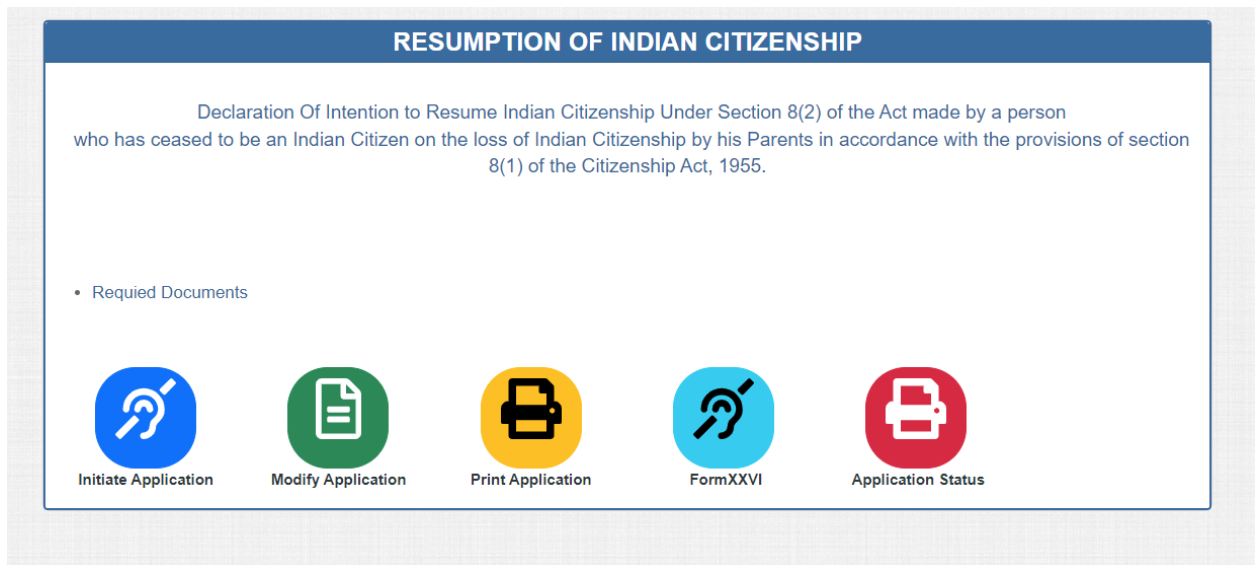 RESUMPTION OF INDIAN CITIZENSHIP
Declaration Of Intention to Resume Indian Citizenship Under Section 8(2) of the Act made by a person
who has ceased to be an Indian Citizen on the loss of Indian Citizenship by his Parents in accordance with the provisions of section
8(1) of the Citizenship Act, 1955.
• Requied Documents
Initiate Application
Modify Application
Print Application
FormXXVI
Application Status